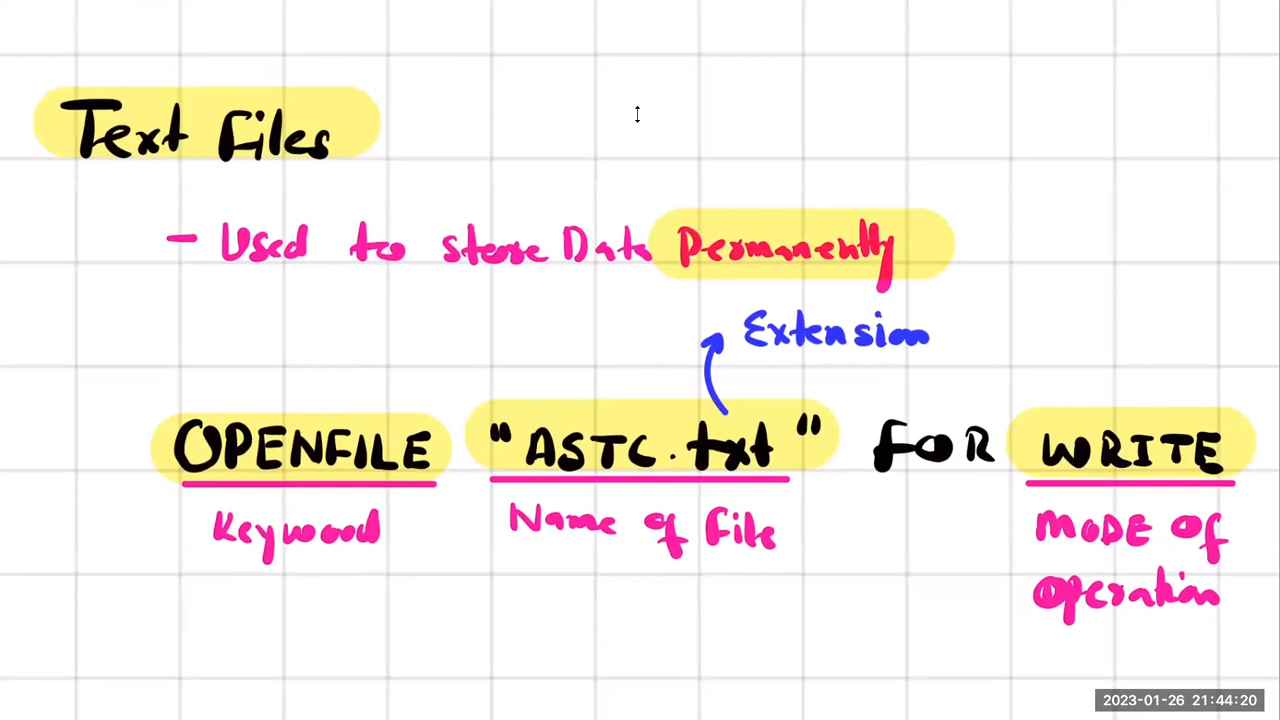 Text Files
- Used to store Data Permanently
Extension
OPENFILE "ASTC.txt" FOR WRITE
Keyword Name of File MODE of
operation
2023-01-26 21:44:20